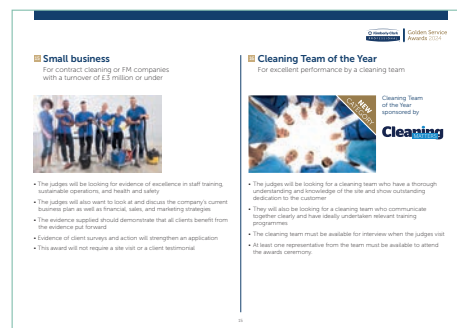 Kimberly-Clark
PROFESSIONAL
Golden Service
Awards 2024
Small business
For contract cleaning or FM companies
with a turnover of £3 million or under
• The judges will be looking for evidence of excellence in staff training,
sustainable operations, and health and safety
• The judges will also want to look at and discuss the company's current
business plan as well as financial, sales, and marketing strategies
• The evidence supplied should demonstrate that all clients benefit from
the evidence put forward
• Evidence of client surveys and action will strengthen an application
• This award will not require a site visit or a client testimonial
Cleaning Team of the Year
For excellent performance by a cleaning team
NEW
CATEGORY
Cleaning Team
of the Year
sponsored by
Cleaning
MATTERS
• The judges will be looking for a cleaning team who have a thorough
understanding and knowledge of the site and show outstanding
dedication to the customer
• They will also be looking for a cleaning team who communicate
together clearly and have ideally undertaken relevant training
programmes
• The cleaning team must be available for interview when the judges visit
• At least one representative from the team must be available to attend
the awards ceremony.